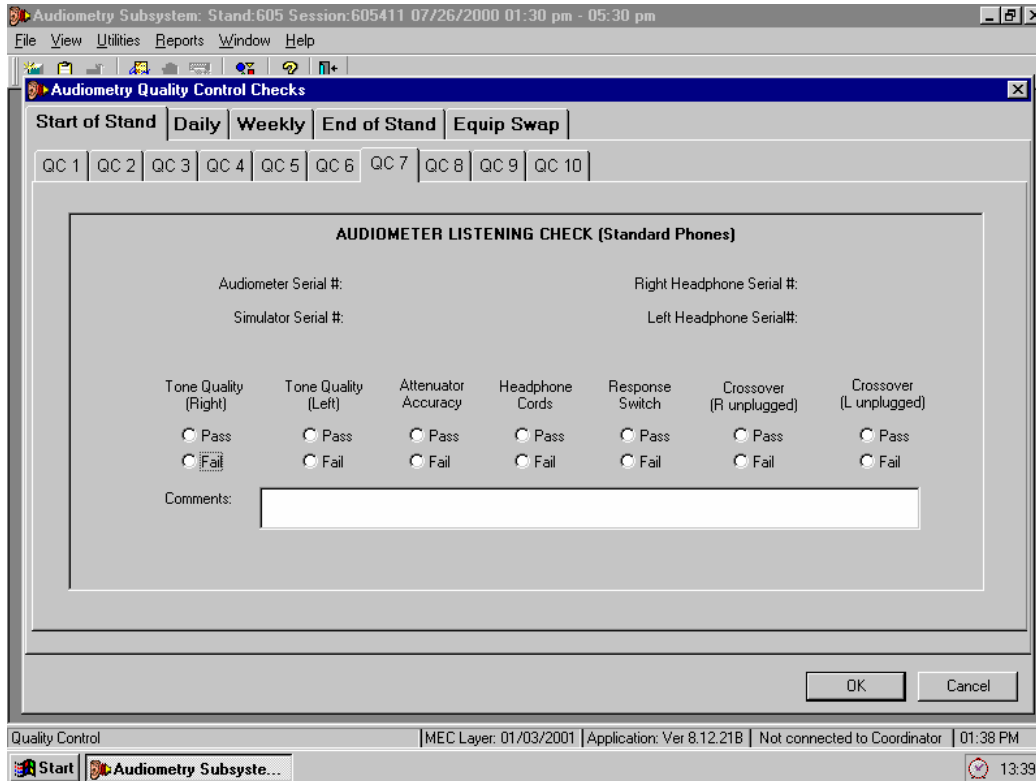 Audiometry Subsystem: Stand:605 Session:605411 07/26/2000 01:30 pm - 05:30 pm
File View Utilities Reports Window Help
Audiometry Quality Control Checks
Start of Stand Daily Weekly End of Stand Equip Swap
QC 1 QC 2 QC 3 QC 4 QC 5 QC 6 QC 7 QC 8 QC 9 QC 10
AUDIOMETER LISTENING CHECK (Standard Phones)
Audiometer Serial #: Right Headphone Serial #:
Simulator Serial #: Left Headphone Serial#:
Tone Quality Tone Quality Attenuator Headphone Response Crossover Crossover
(Right) (Left) Accuracy Cords Switch (R unplugged) (L unplugged)
Pass Pass Pass Pass Pass Pass Pass
Fail Fail Fail Fail Fail Fail Fail
Comments:
OK Cancel
Quality Control MEC Layer: 01/03/2001 Application: Ver 8.12.21B Not connected to Coordinator 01:38 PM
Start Audiometry Subsyste... 13:38